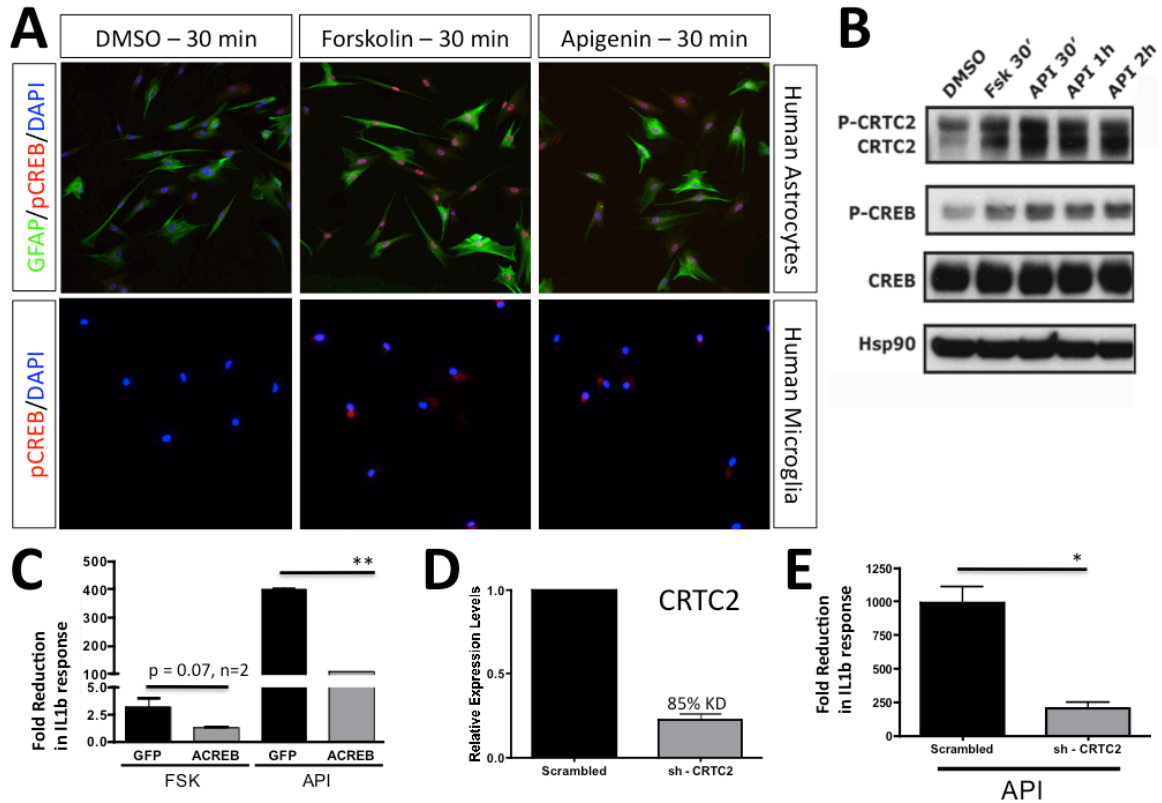 A
DMSO – 30 min
Forskolin – 30 min
Apigenin – 30 min
GFAP/pCREB/DAPI
Human Astrocytes
pCREB/DAPI
Human Microglia
B
DMSO
Fsk 30'
API 30'
API 1h
API 2h
P-CRTC2
CRTC2
P-CREB
CREB
Hsp90
C
Fold Reduction
in IL1b response
500
400
300
200
100
5.0
2.5
0.0
**
p = 0.07, n=2
GFP
ACREB
GFP
ACREB
FSK
API
D
Relative Expression Levels
1.0
0.5
0.0
CRTC2
85% KD
Scrambled
sh - CRTC2
E
Fold Reduction
in IL1b response
1250
1000
750
500
250
0
*
Scrambled
sh - CRTC2
API